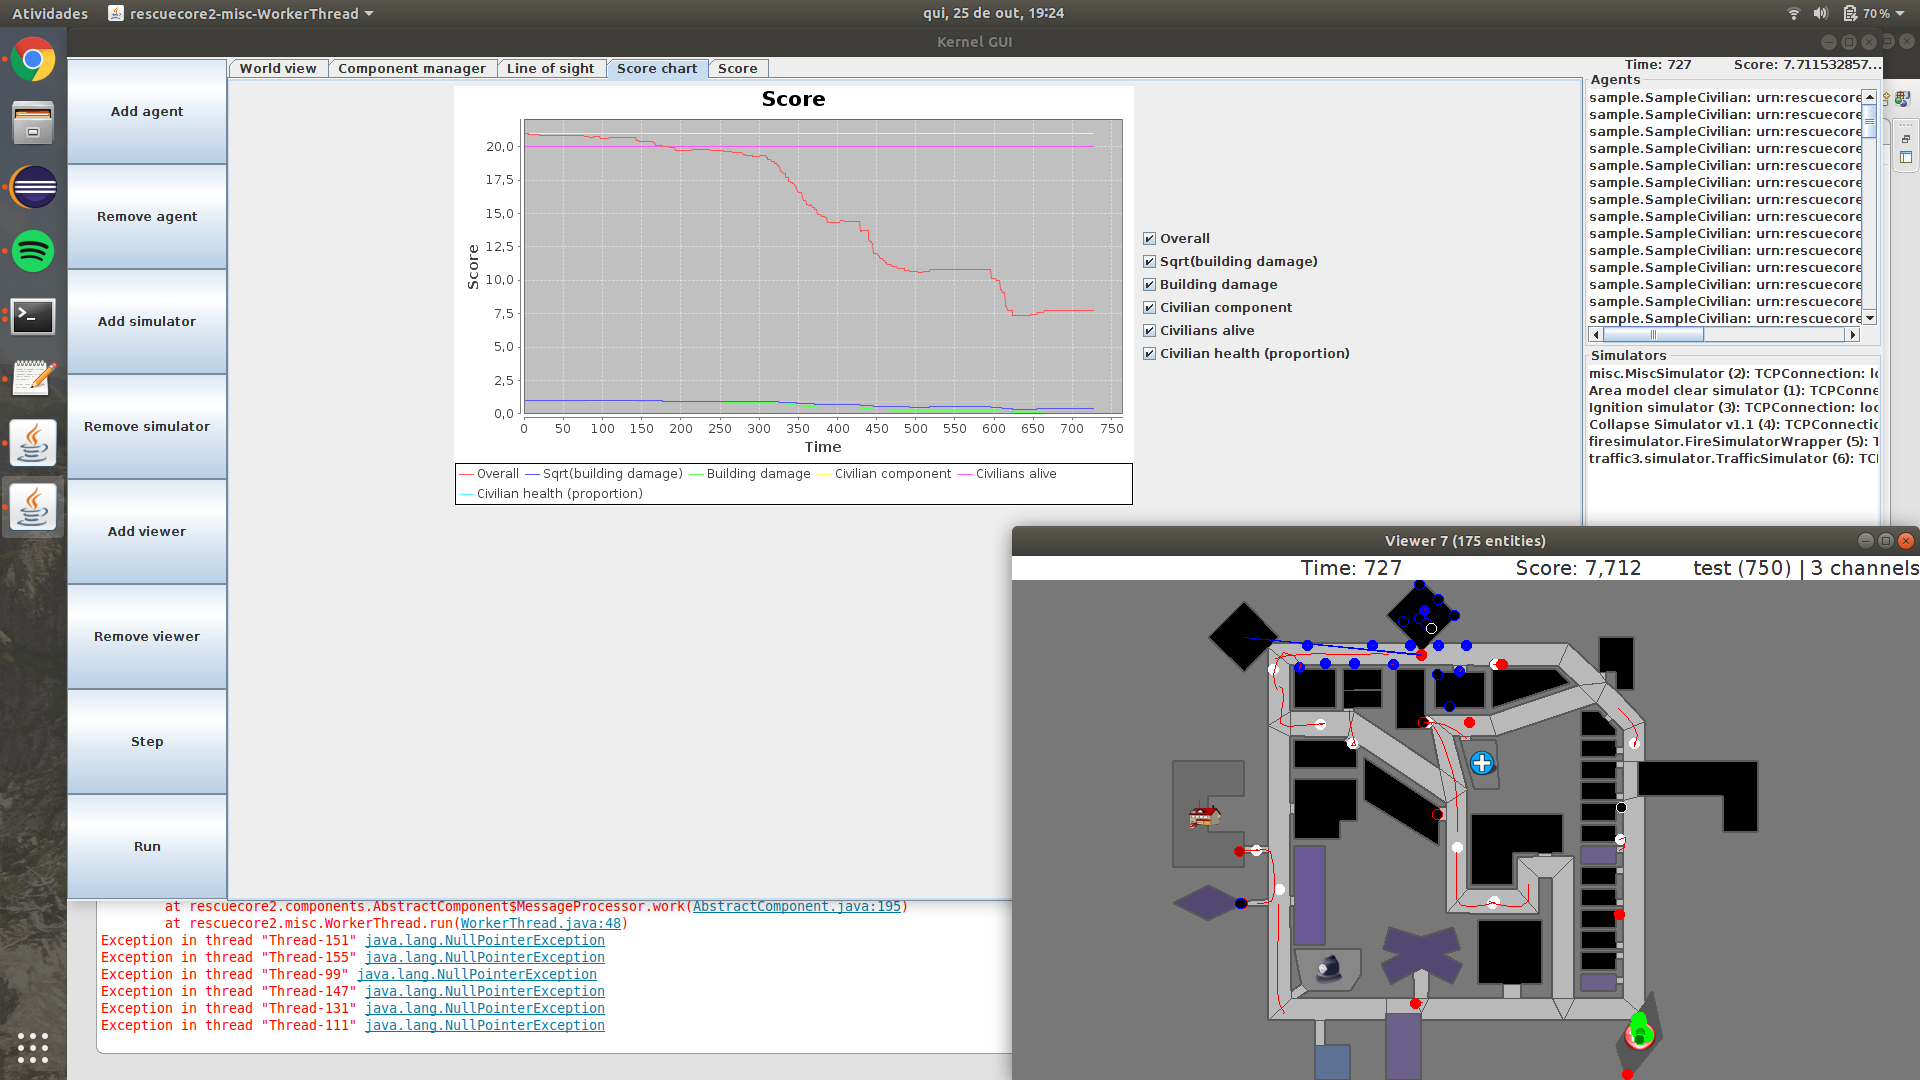 Atividades
rescuecore2-misc-WorkerThread
qui, 25 de out, 19:24
70 %
Kernel GUI
Add agent
Remove agent
Add simulator
Remove simulator
Add viewer
Remove viewer
Step
Run
World view
Component manager
Line of sight
Score chart
Score
Time: 727
Score: 7.711532857...
Score
Score
20,0
17,5
15,0
12,5
10,0
7,5
5,0
2,5
0,0
0 50 100 150 200 250 300 350 400 450 500 550 600 650 700 750
Time
Overall Sqrt(building damage) Building damage Civilian component Civilians alive
Civilian health (proportion)
Overall
Sqrt(building damage)
Building damage
Civilian component
Civilians alive
Civilian health (proportion)
Agents
sample.SampleCivilian: urn:rescuecore
sample.SampleCivilian: urn:rescuecore
sample.SampleCivilian: urn:rescuecore
sample.SampleCivilian: urn:rescuecore
sample.SampleCivilian: urn:rescuecore
sample.SampleCivilian: urn:rescuecore
sample.SampleCivilian: urn:rescuecore
sample.SampleCivilian: urn:rescuecore
sample.SampleCivilian: urn:rescuecore
sample.SampleCivilian: urn:rescuecore
sample.SampleCivilian: urn:rescuecore
sample.SampleCivilian: urn:rescuecore
sample.SampleCivilian: urn:rescuecore
sample.SampleCivilian: urn:rescuecore
Simulators
misc.MiscSimulator (2): TCPConnection: lo
Area model clear simulator (1): TCPConne
Ignition simulator (3): TCPConnection: loc
Collapse Simulator v1.1 (4): TCPConnectio
firesimulator.FireSimulatorWrapper (5): T
traffic3.simulator.TrafficSimulator (6): TCI
Viewer 7 (175 entities)
Time: 727
Score: 7,712
test (750) | 3 channels
at rescuecore2.components.AbstractComponent$MessageProcessor.work(AbstractComponent.java:195)
at rescuecore2.misc.WorkerThread.run(WorkerThread.java:48)
Exception in thread "Thread-151" java.lang.NullPointerException
Exception in thread "Thread-155" java.lang.NullPointerException
Exception in thread "Thread-99" java.lang.NullPointerException
Exception in thread "Thread-147" java.lang.NullPointerException
Exception in thread "Thread-131" java.lang.NullPointerException
Exception in thread "Thread-111" java.lang.NullPointerException